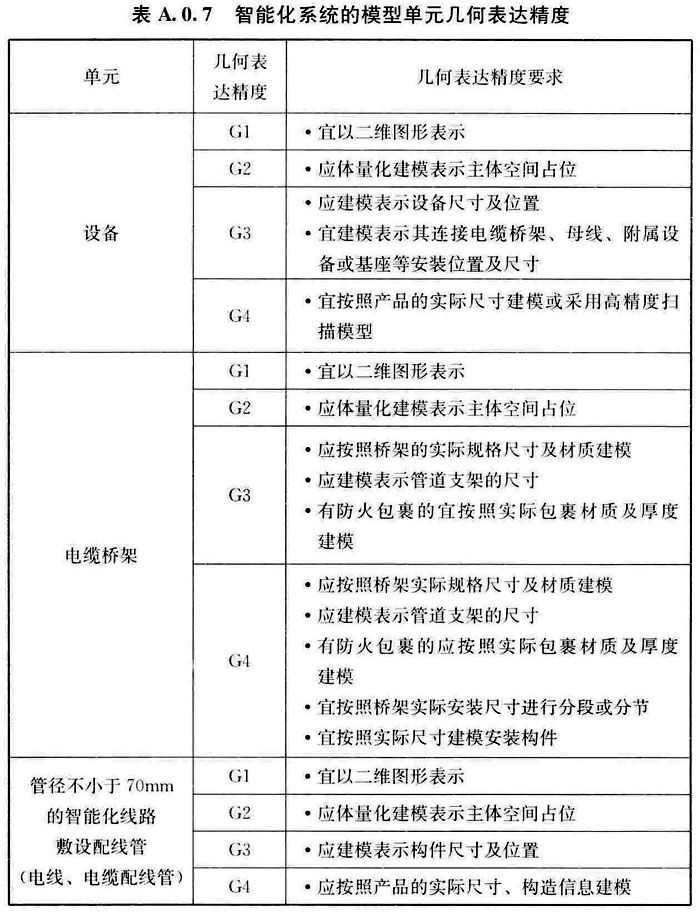 表 A.0.7 智能化系统的模型单元几何表达精度
单元
几何表
达精度
几何表达精度要求
设备
G1
·宜以二维图形表示
G2
·应体量化建模表示主体空间占位
G3
·应建模表示设备尺寸及位置
·宜建模表示其连接电缆桥架、母线、附属设
备或基座等安装位置及尺寸
G4
·宜按照产品的实际尺寸建模或采用高精度扫
描模型
电缆桥架
G1
·宜以二维图形表示
G2
·应体量化建模表示主体空间占位
G3
·应按照桥架的实际规格尺寸及材质建模
·应建模表示管道支架的尺寸
·有防火包裹的宜按照实际包裹材质及厚度
建模
G4
·应按照桥架实际规格尺寸及材质建模
·应建模表示管道支架的尺寸
·有防火包裹的应按照实际包裹材质及厚度
建模
·宜按照桥架实际安装尺寸进行分段或分节
·宜按照实际尺寸建模安装构件
管径不小于70mm
的智能化线路
敷设配线管
（电线、电缆配线管）
G1
·宜以二维图形表示
G2
·应体量化建模表示主体空间占位
G3
·应建模表示构件尺寸及位置
G4
·应按照产品的实际尺寸、构造信息建模